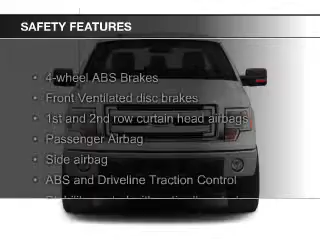 SAFETY FEATURES
• 4-wheel ABS Brakes
• Front Ventilated disc brakes
• 1st and 2nd row curtain head airbags
• Passenger Airbag
• Side airbag
• ABS and Driveline Traction Control